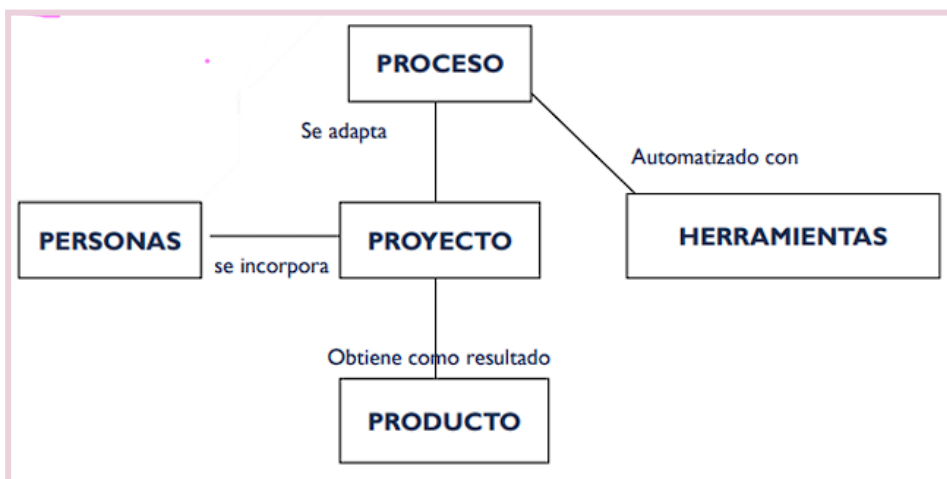 PROCESO
Se adapta
Automatizado con
PERSONAS
se incorpora
PROYECTO
HERRAMIENTAS
Obtiene como resultado
PRODUCTO